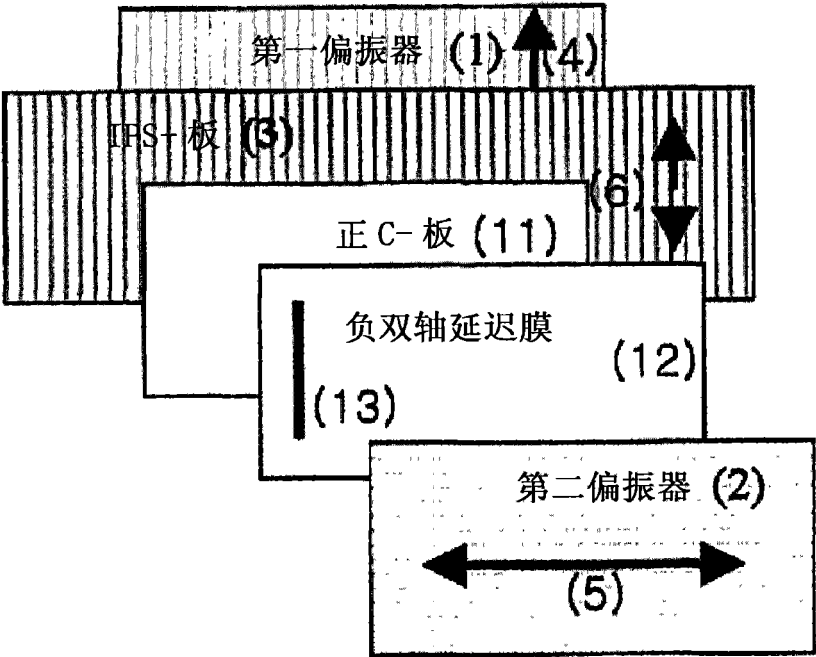 第一偏振器 (1) (4)
IPS-板 (3)
(6)
正C-板 (11)
负双轴延迟膜
(12)
(13)
第二偏振器 (2)
(5)